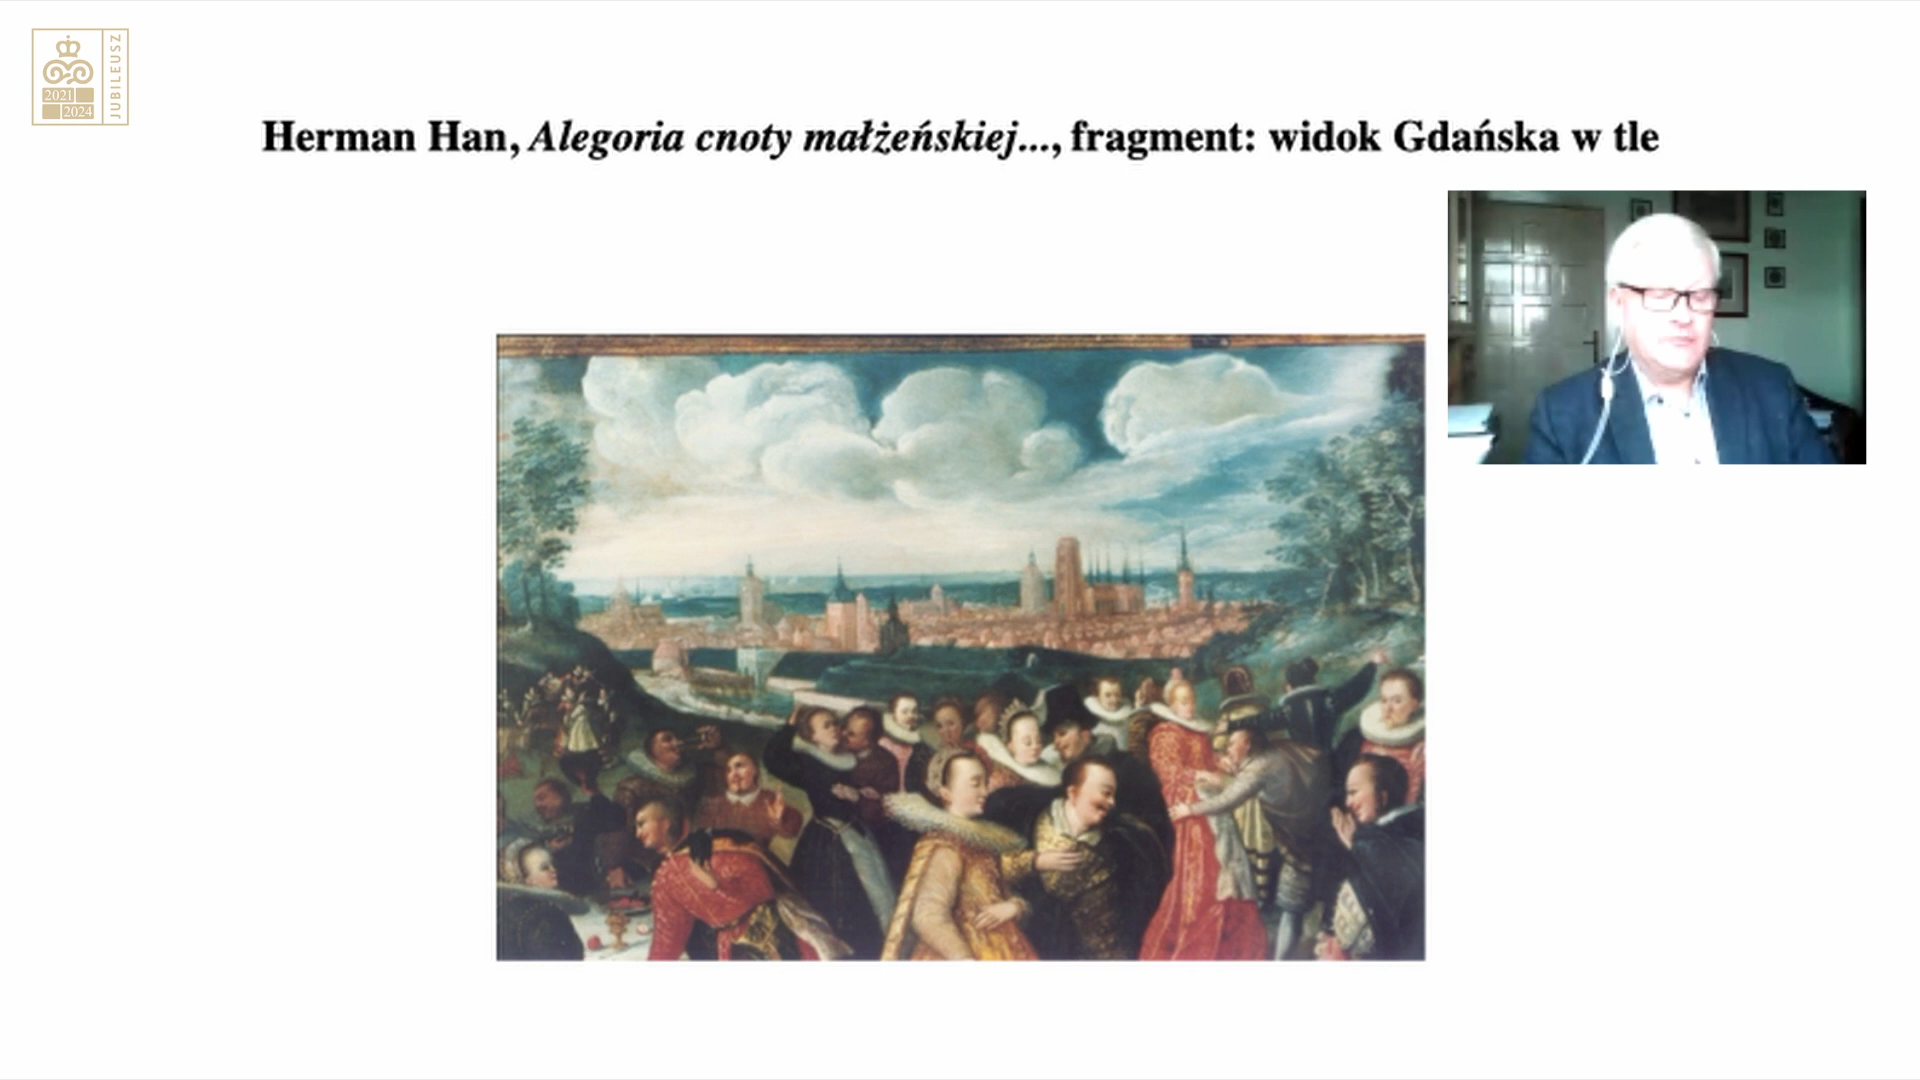 2021
2024
JUBILEUSZ
Herman Han, Alegoria cnoty małżeńskiej..., fragment: widok Gdańska w tle